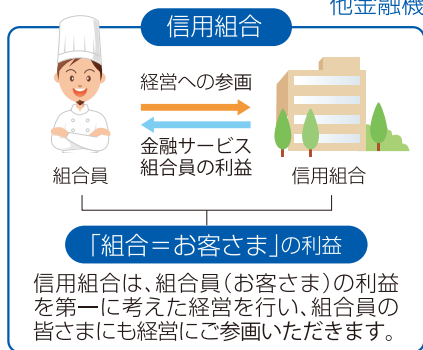 他金融機
信用組合
経営への参画
金融サービス
組合員の利益
組合員
信用組合
「組合＝お客さま」の利益
信用組合は、組合員（お客さま）の利益
を第一に考えた経営を行い、組合員の
皆さまにも経営にご参画いただきます。